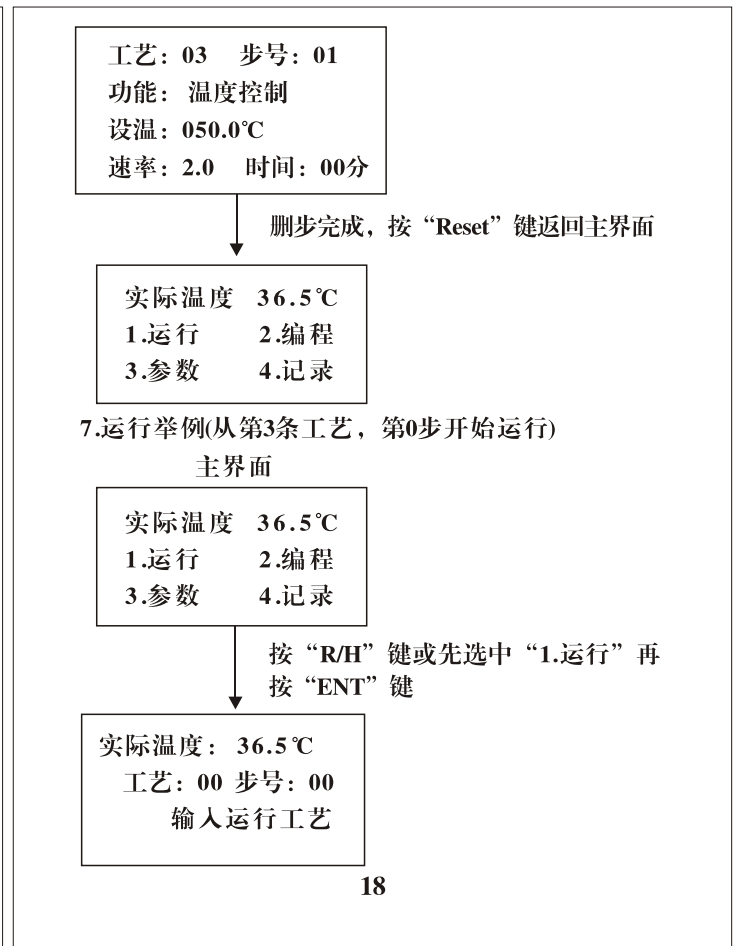 工艺：03 步号：01
功能： 温度控制
设温：050.0℃
速率：2.0 时间：00分
删步完成，按“Reset”键返回主界面
实际温度 36.5℃
1.运行 2.编程
3.参数 4.记录
7.运行举例(从第3条工艺，第0步开始运行)
主界面
实际温度 36.5℃
1.运行 2.编程
3.参数 4.记录
按“R/H”键或先选中“1.运行”再
按“ENT”键
实际温度： 36.5℃
工艺：00 步号：00
输入运行工艺
18